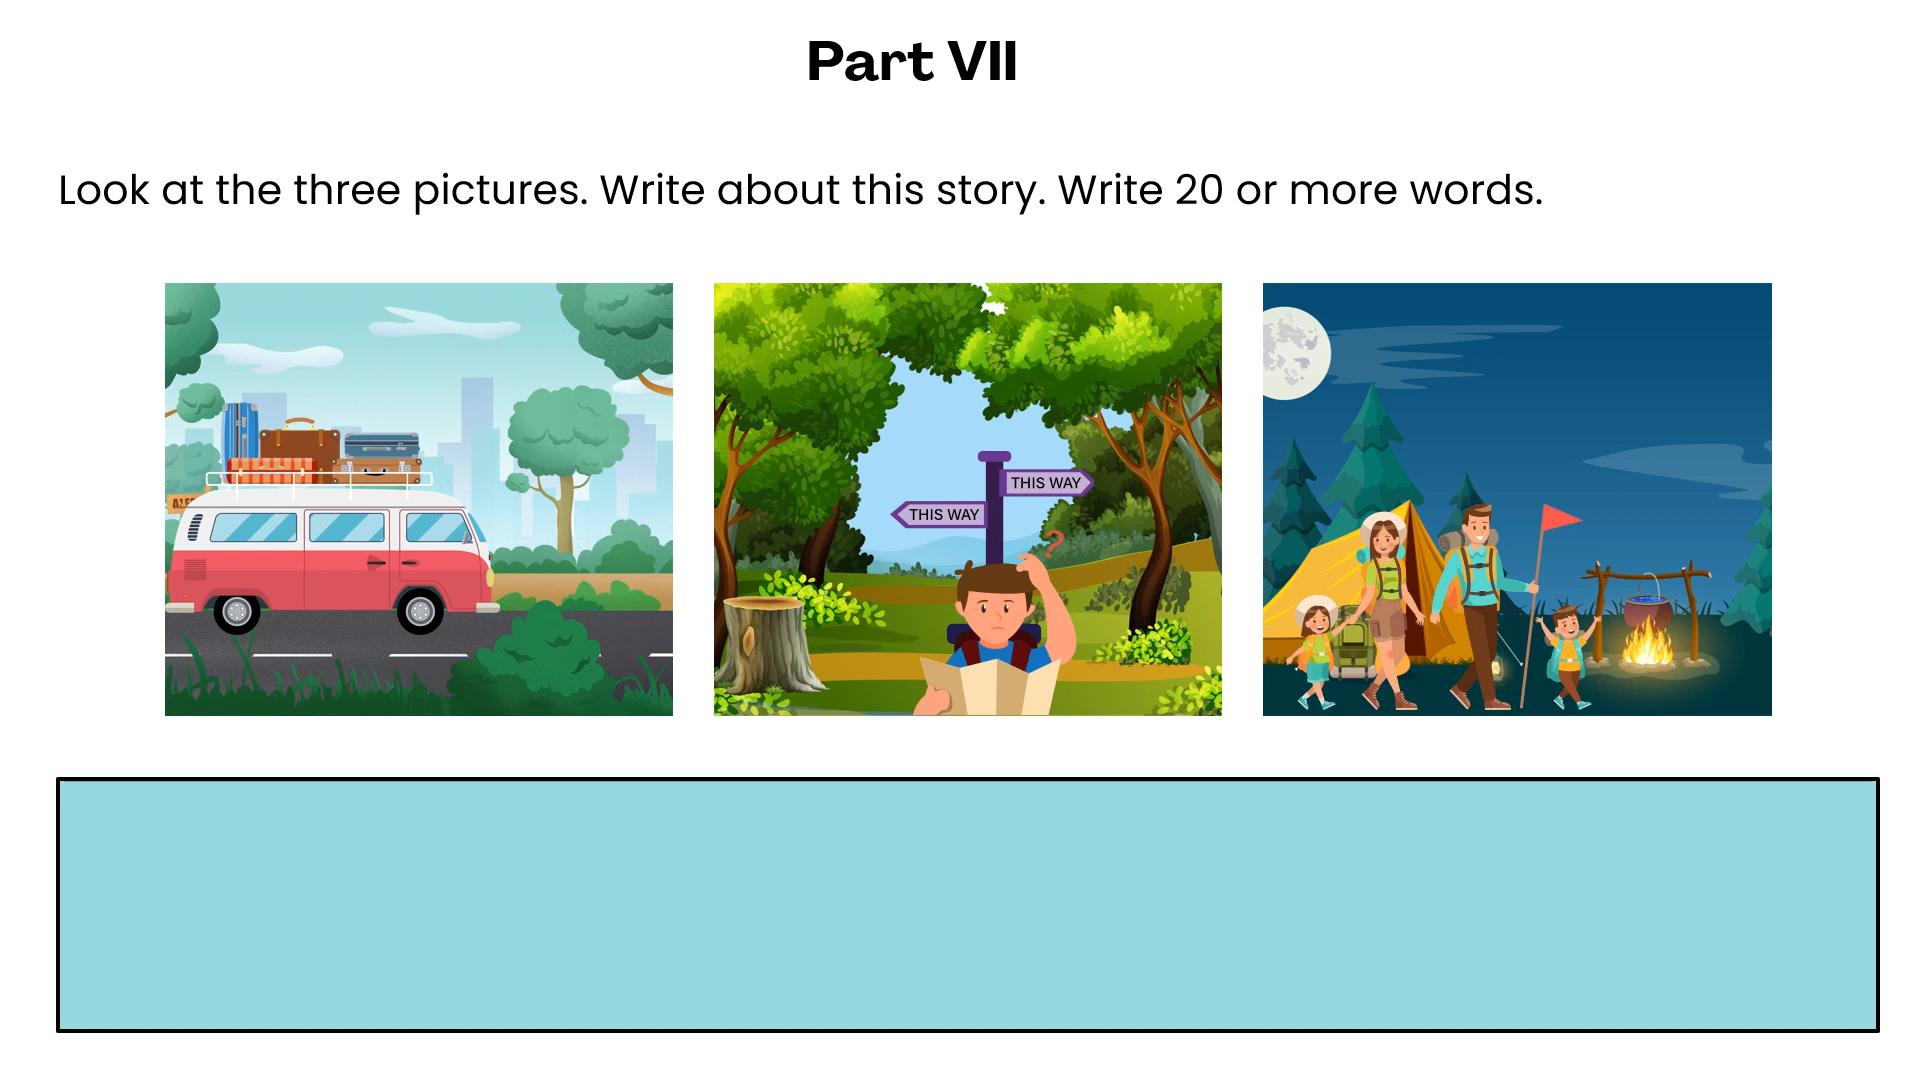 Part VII
Look at the three pictures. Write about this story. Write 20 or more words.
THIS WAY
THIS WAY
?